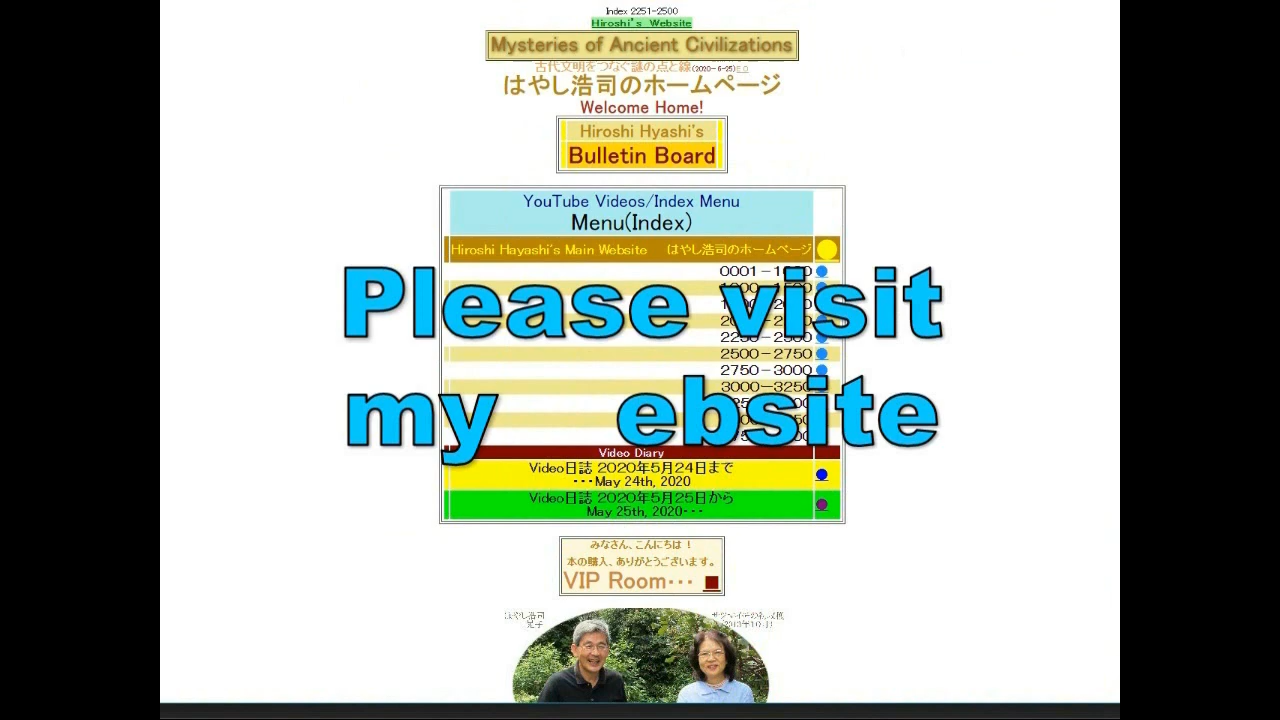 Index 2251-2500
Hiroshi's Website
Mysteries of Ancient Civilizations
古代文明をつなぐ謎の点と線(2020-6-25)
はやし浩司のホームページ
Welcome Home!
Hiroshi Hyashi's
Bulletin Board
YouTube Videos/Index Menu
Menu(Index)
Hiroshi Hayashi's Main Website はやし浩司のホームページ
Please visit
my ebsite
2500－2750
2750－3000
Video Diary
Video日誌 2020年5月24日まで
・・・May 24th, 2020
Video日誌 2020年5月25日から
May 25th, 2020・・・
みなさん、こんにちは！
本の購入、ありがとうございます。
VIP Room・・・
はやし浩司